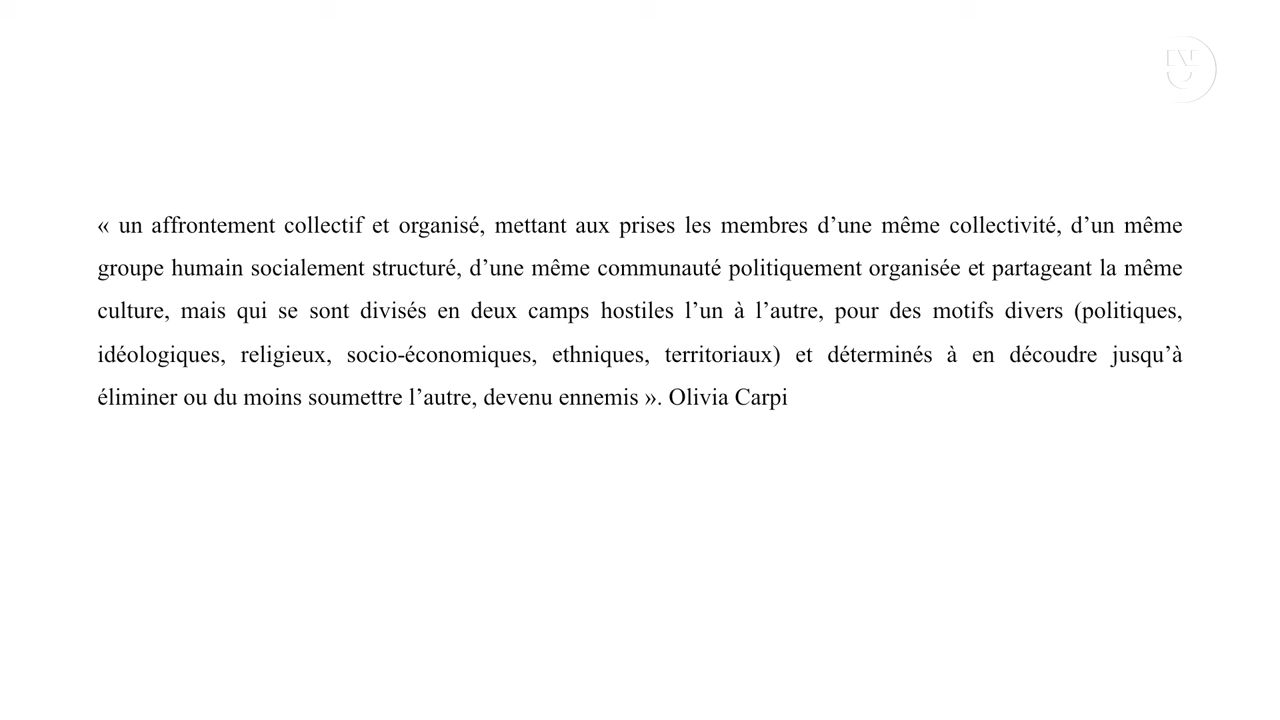 « un affrontement collectif et organisé, mettant aux prises les membres d’une même collectivité, d’un même
groupe humain socialement structuré, d’une même communauté politiquement organisée et partageant la même
culture, mais qui se sont divisés en deux camps hostiles l’un à l’autre, pour des motifs divers (politiques,
idéologiques, religieux, socio-économiques, ethniques, territoriaux) et déterminés à en découdre jusqu’à
éliminer ou du moins soumettre l’autre, devenu ennemis ». Olivia Carpi